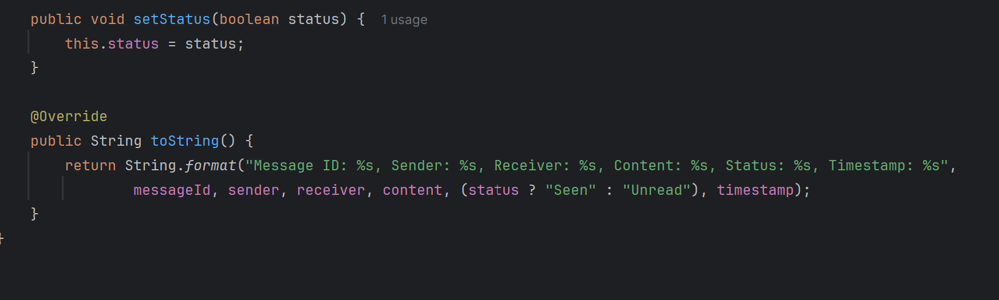 public void setStatus(boolean status) { 1 usage
this.status = status;
}
@Override
public String toString() {
return String.format("Message ID: %s, Sender: %s, Receiver: %s, Content: %s, Status: %s, Timestamp: %s",
messageId, sender, receiver, content, (status ? "Seen" : "Unread"), timestamp);
}
}